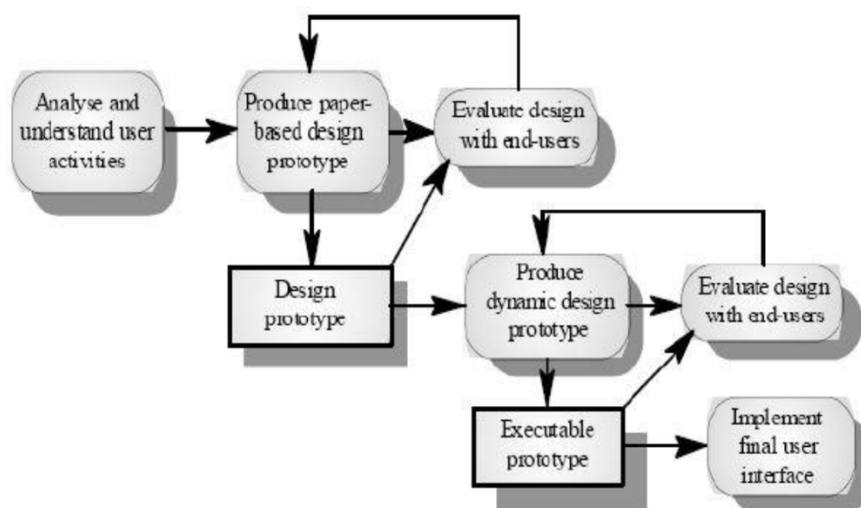 Analyse and
understand user
activities
Produce paper-
based design
prototype
Evaluate design
with end-users
Design
prototype
Produce
dynamic design
prototype
Evaluate design
with end-users
Executable
prototype
Implement
final user
interface